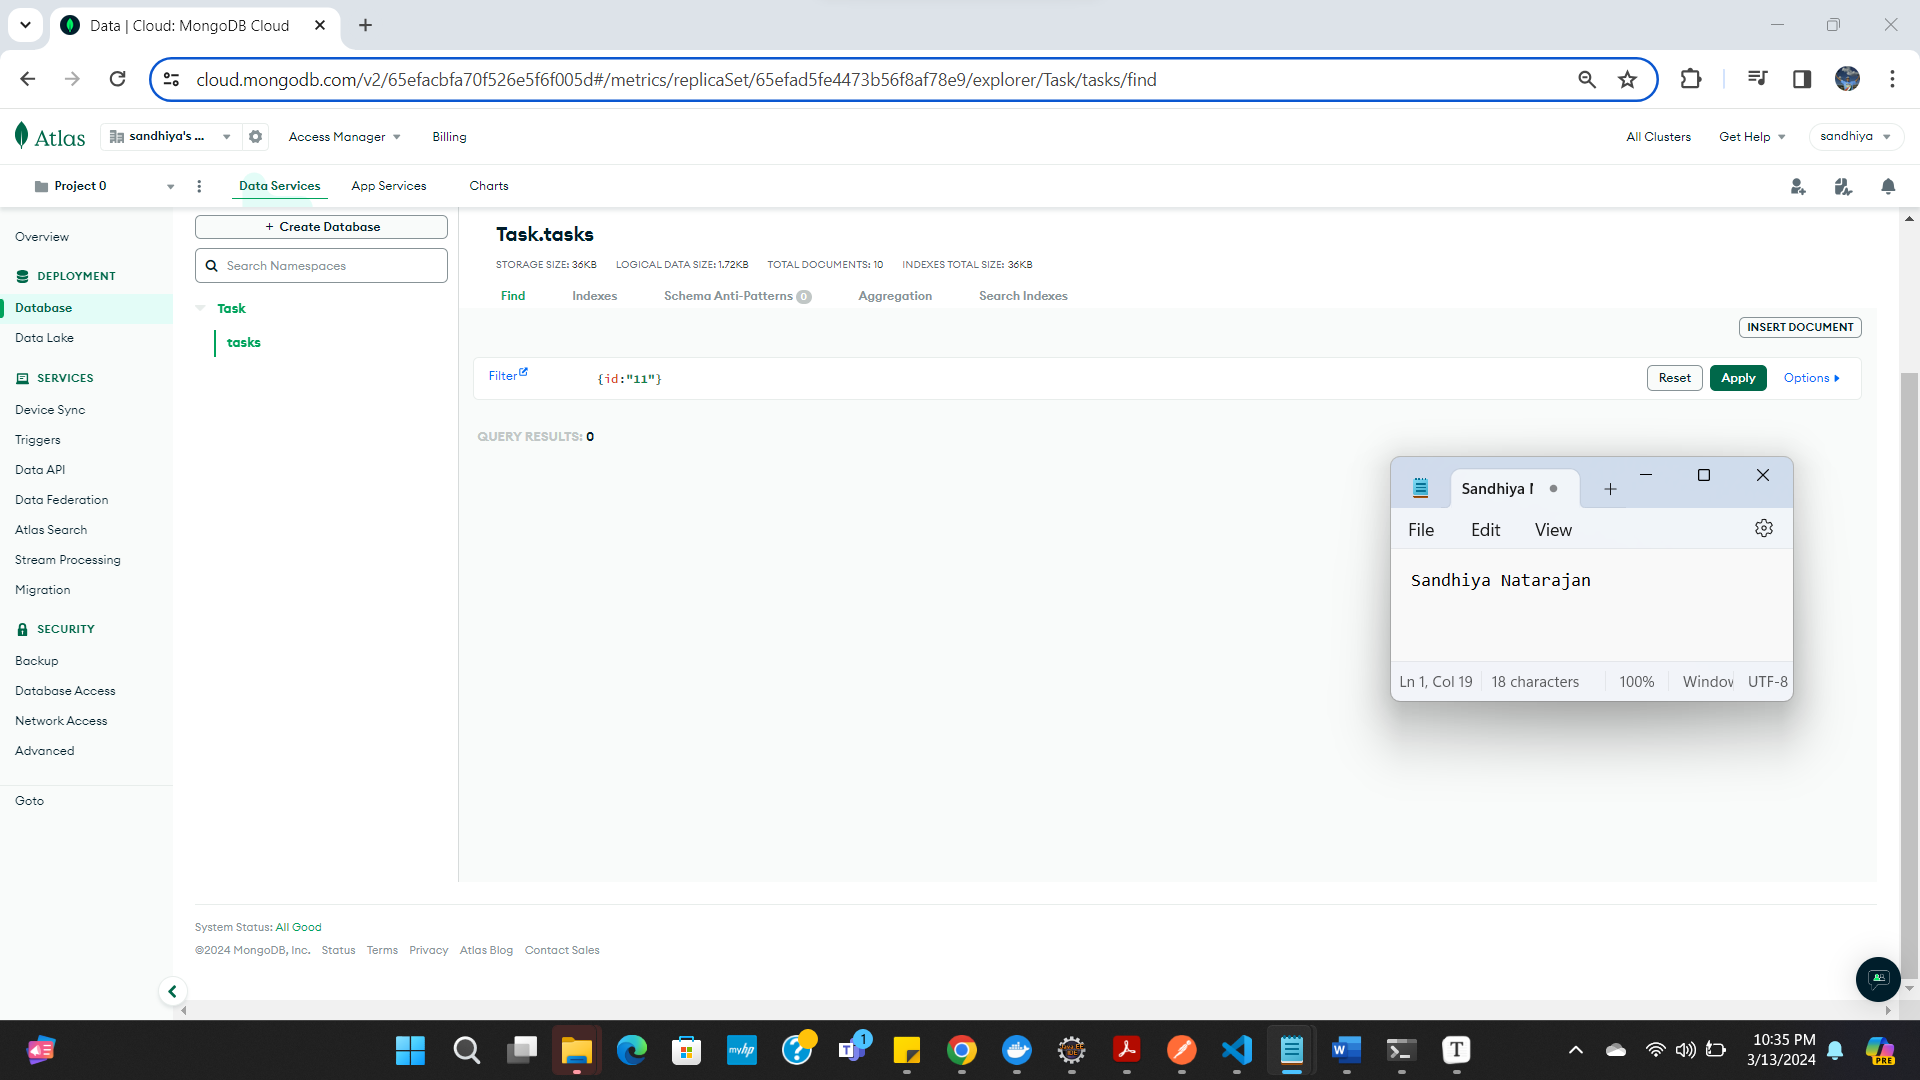 Data | Cloud: MongoDB Cloud
cloud.mongodb.com/v2/65efacbfa70f526e5f6f005d#/metrics/replicaSet/65efad5fe4473b56f8af78e9/explorer/Task/tasks/find
Atlas
sandhiya's ...
Access Manager
Billing
All Clusters
Get Help
sandhiya
Project 0
Data Services
App Services
Charts
Overview
DEPLOYMENT
Database
Data Lake
SERVICES
Device Sync
Triggers
Data API
Data Federation
Atlas Search
Stream Processing
Migration
SECURITY
Backup
Database Access
Network Access
Advanced
Goto
+ Create Database
Search Namespaces
Task
tasks
Task.tasks
STORAGE SIZE: 36KB LOGICAL DATA SIZE: 1.72KB TOTAL DOCUMENTS: 10 INDEXES TOTAL SIZE: 36KB
Find Indexes Schema Anti-Patterns 0 Aggregation Search Indexes
INSERT DOCUMENT
Filter {id:"11"} Reset Apply Options
QUERY RESULTS: 0
Sandhiya N
File Edit View
Sandhiya Natarajan
Ln 1, Col 19 18 characters 100% Window UTF-8
System Status: All Good
©2024 MongoDB, Inc. Status Terms Privacy Atlas Blog Contact Sales
myhp
?
T
1
JAVA EE
IDE
W
T
10:35 PM
3/13/2024
PRE